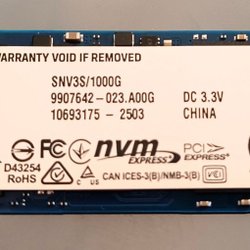 WARRANTY VOID IF REMOVED
SNV3S/1000G
9907642-023.A00G DC 3.3V
10693175 - 2503 CHINA
nvm EXPRESS PCI EXPRESS
D43254
RoHS
CAN ICES-3(B)/NMB-3(B)